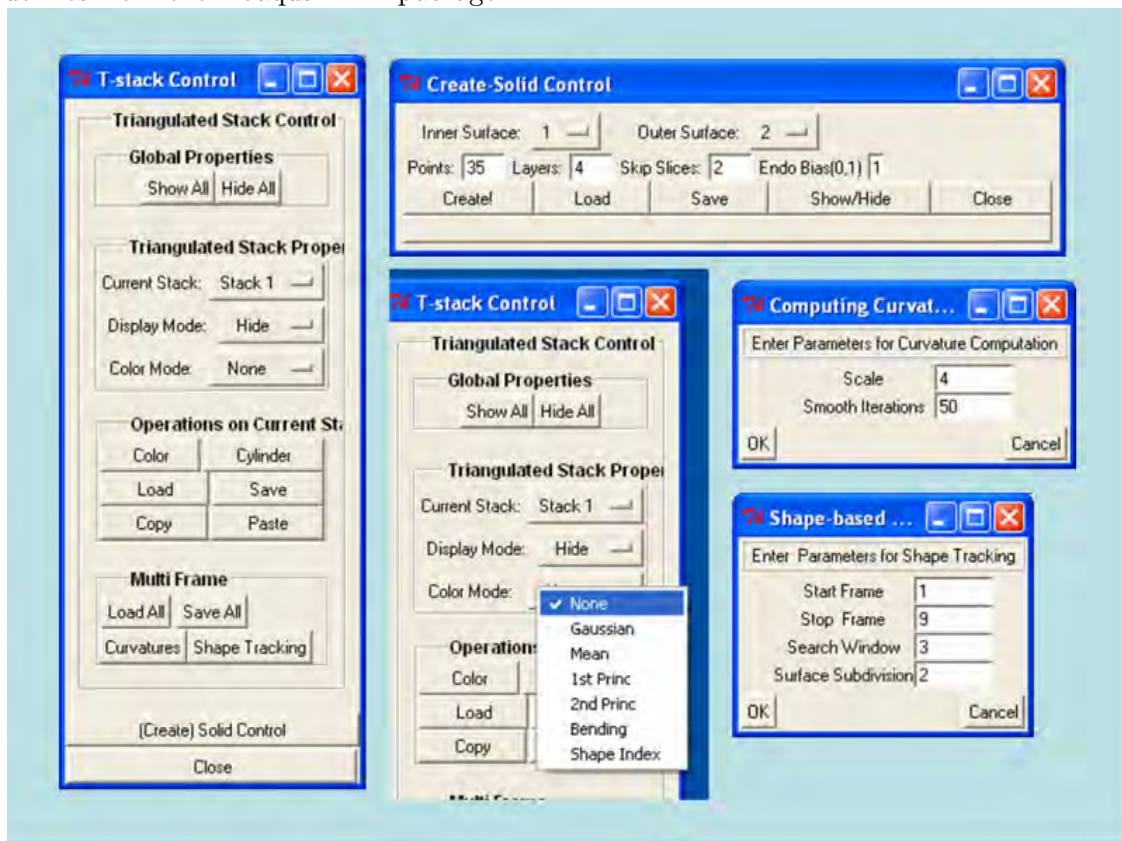 T-stack Control
Triangulated Stack Control
Global Properties
Show All Hide All
Triangulated Stack Proper
Current Stack: Stack 1
Display Mode: Hide
Color Mode: None
Operations on Current Sta
Color Cylinder
Load Save
Copy Paste
Multi Frame
Load All Save All
Curvatures Shape Tracking
(Create) Solid Control
Close
Create-Solid Control
Inner Surface: 1 Outer Surface: 2
Points: 35 Layers: 4 Skip Slices: 2 Endo Bias(0,1) 1
Create! Load Save Show/Hide Close
T-stack Control
Triangulated Stack Control
Global Properties
Show All Hide All
Triangulated Stack Proper
Current Stack: Stack 1
Display Mode: Hide
Color Mode:
✓ None
Gaussian
Mean
1st Princ
2nd Princ
Bending
Shape Index
Operation
Color
Load
Copy
Multi Frame
Computing Curvat...
Enter Parameters for Curvature Computation
Scale 4
Smooth Iterations 50
OK Cancel
Shape-based ...
Enter Parameters for Shape Tracking
Start Frame 1
Stop Frame 9
Search Window 3
Surface Subdivision 2
OK Cancel